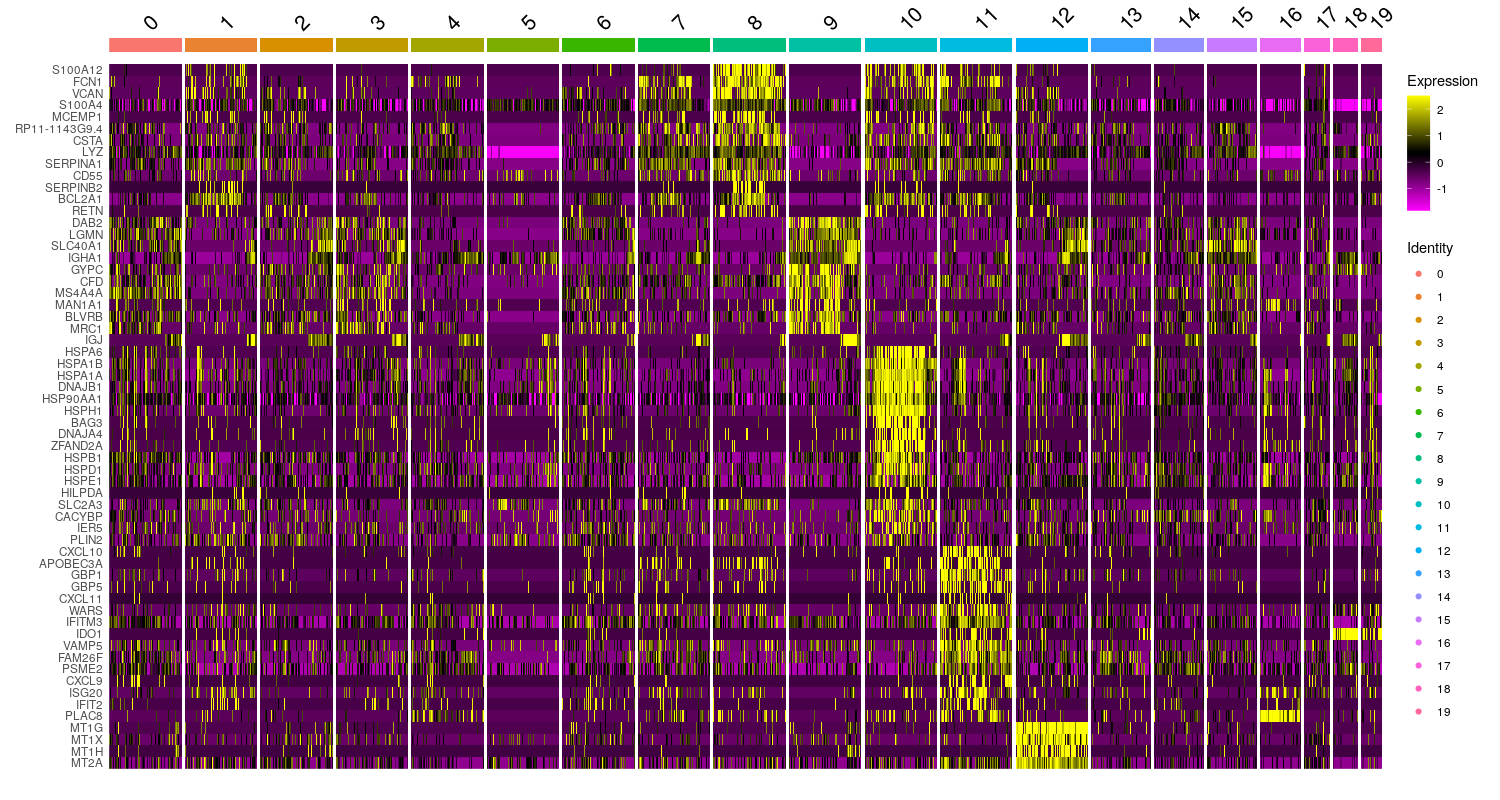 0 1 2 3 4 5 6 7 8 9 10 11 12 13 14 15 16 17 18 19
S100A12
FCN1
VCAN
S100A4
MCEMP1
RP11-1143G9.4
CSTA
LYZ
SERPINA1
CD55
SERPINB2
BCL2A1
RETN
DAB2
LGMN
SLC40A1
IGHA1
GYPC
CFD
MS4A4A
MAN1A1
BLVRB
MRC1
IGJ
HSPA6
HSPA1B
HSPA1A
DNAJB1
HSP90AA1
HSPH1
BAG3
DNAJA4
ZFAND2A
HSPB1
HSPD1
HSPE1
HILPDA
SLC2A3
CACYBP
IER5
PLIN2
CXCL10
APOBEC3A
GBP1
GBP5
CXCL11
WARS
IFITM3
IDO1
VAMP5
FAM26F
PSME2
CXCL9
ISG20
IFIT2
PLAC8
MT1G
MT1X
MT1H
MT2A
Expression
2
1
0
-1
Identity
0
1
2
3
4
5
6
7
8
9
10
11
12
13
14
15
16
17
18
19